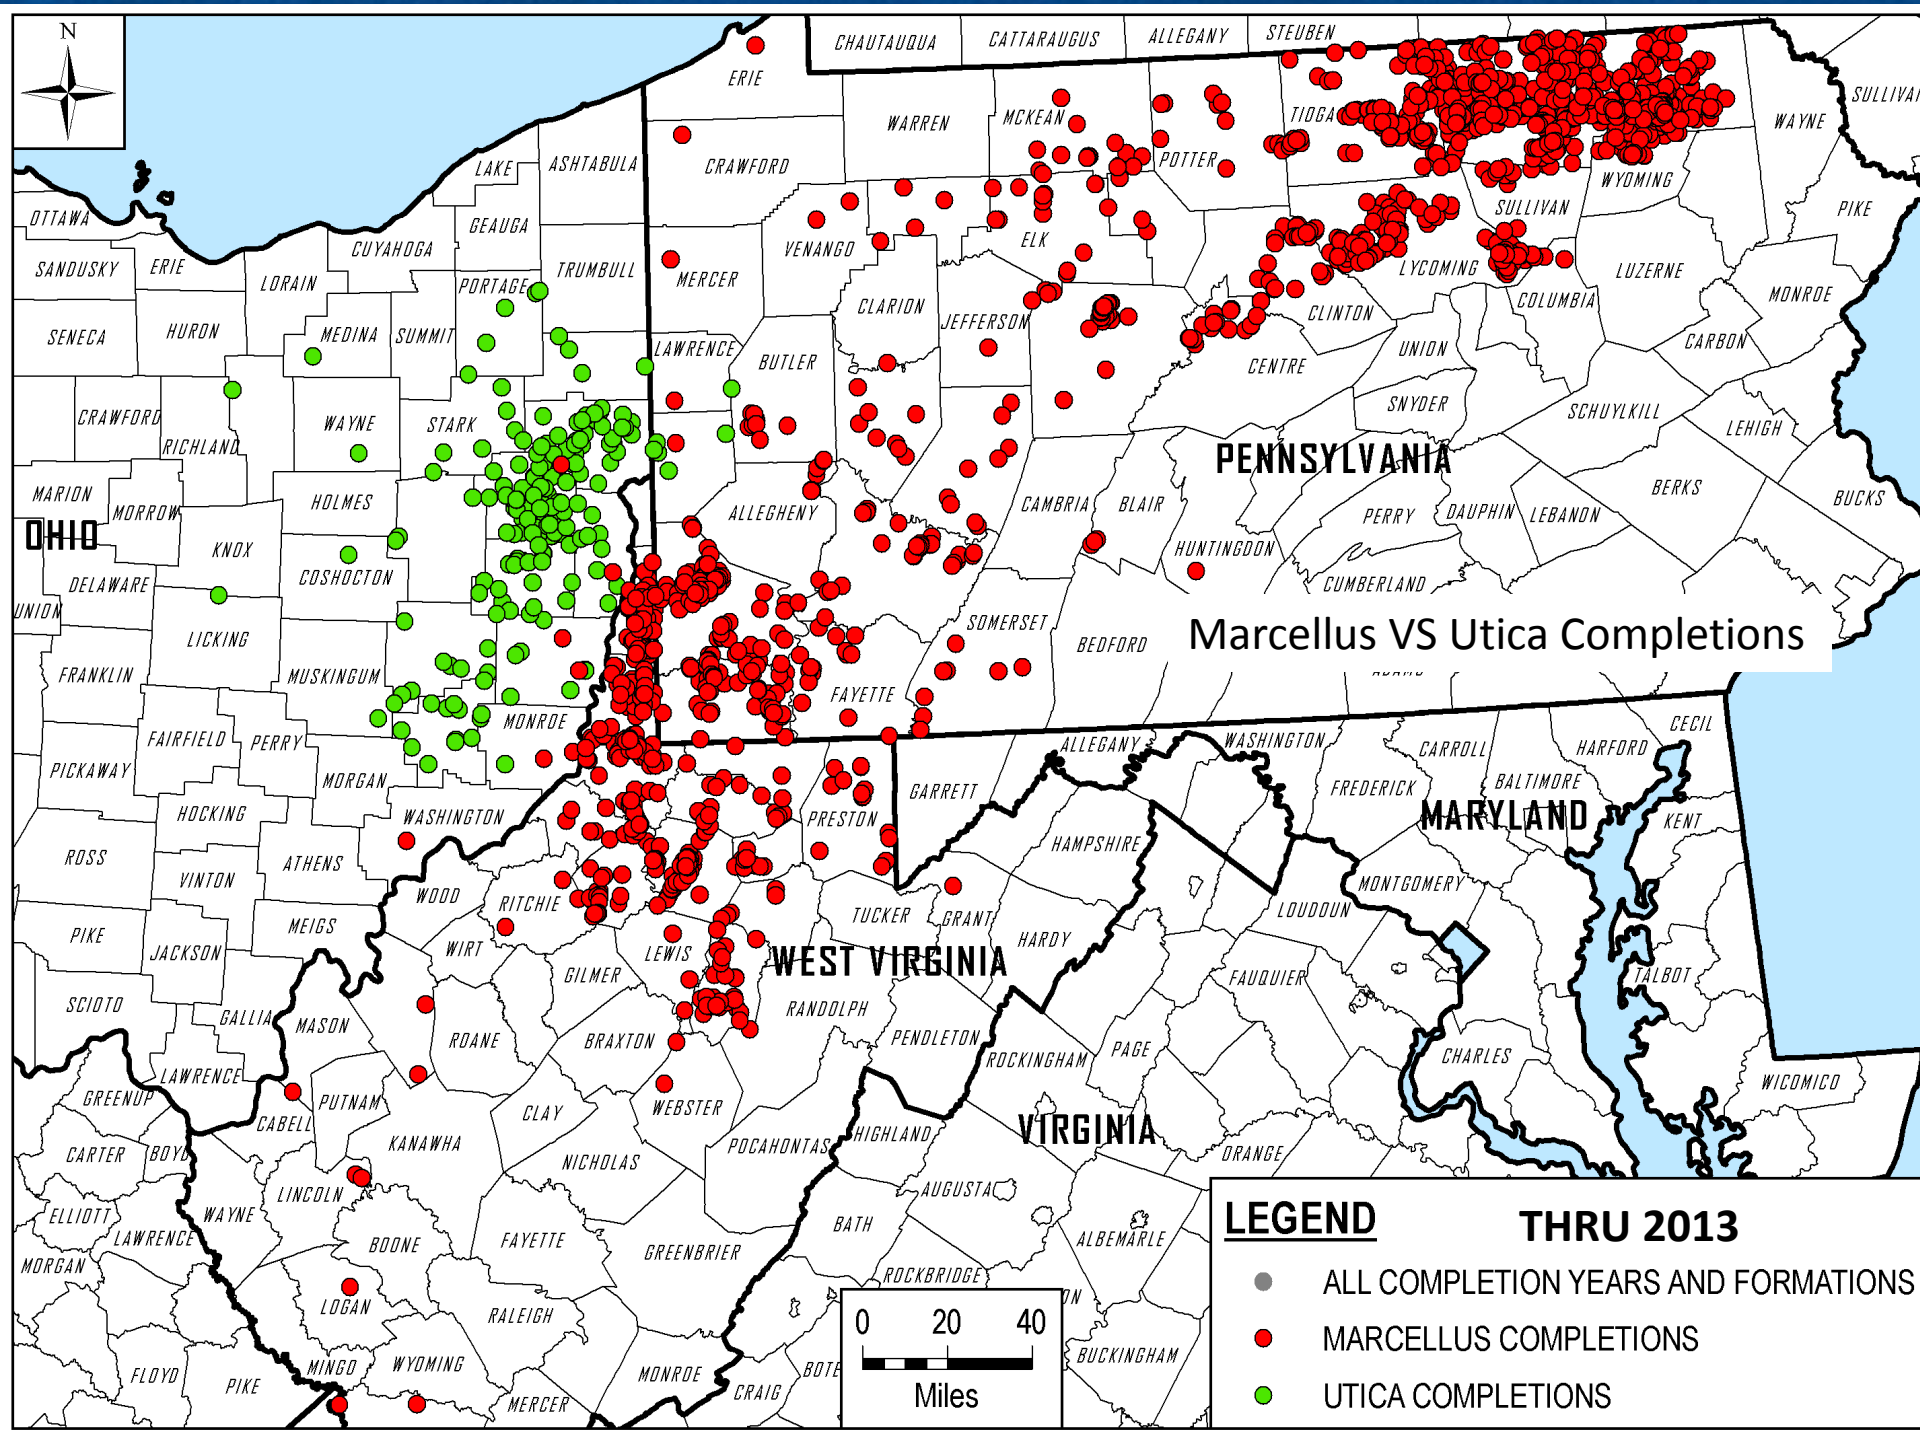 N
CHAUTAUQUA
CATTARAUGUS
ALLEGANY
STEUBEN
ERIE
WARREN
MCKEAN
TIOGA
WAYNE
SULLIVAN
LAKE
ASHTABULA
CRAWFORD
POTTER
WYOMING
OTTAWA
GEAUGA
SULLIVAN
PIKE
CUYAHOGA
VENANGO
ELK
SANDUSKY
ERIE
LORAIN
PORTAGE
TRUMBULL
MERCER
LYCOMING
LUZERNE
CLARION
COLUMBIA
MONROE
SENECA
HURON
MEDINA
SUMMIT
JEFFERSON
CLINTON
LAWRENCE
BUTLER
CENTRE
UNION
CARBON
CRAWFORD
RICHLAND
WAYNE
STARK
SNYDER
SCHUYLKILL
LEHIGH
PENNSYLVANIA
MARION
MORROW
HOLMES
ALLEGHENY
CAMBRIA
BLAIR
BERKS
BUCKS
PERRY
DAUPHIN
LEBANON
OHIO
KNOX
HUNTINGDON
DELAWARE
COSHOCTON
CUMBERLAND
UNION
LICKING
SOMERSET
BEDFORD
Marcellus VS Utica Completions
FRANKLIN
MUSKINGUM
FAYETTE
ADAMS
MONROE
FAIRFIELD
PERRY
ALLEGANY
WASHINGTON
CARROLL
HARFORD
CECIL
PICKAWAY
MORGAN
GARRETT
FREDERICK
BALTIMORE
HOCKING
WASHINGTON
PRESTON
MARYLAND
KENT
ROSS
ATHENS
HAMPSHIRE
VINTON
WOOD
RITCHIE
MONTGOMERY
PIKE
MEIGS
TUCKER
GRANT
LOUDOUN
JACKSON
WIRT
LEWIS
WEST VIRGINIA
HARDY
GILMER
FAUQUIER
TALBOT
SCIOTO
GALLIA
MASON
RANDOLPH
ROANE
BRAXTON
PENDLETON
ROCKINGHAM
PAGE
CHARLES
LAWRENCE
WICOMICO
GREENUP
PUTNAM
CABELL
CLAY
WEBSTER
KANAWHA
HIGHLAND
VIRGINIA
CARTER
BOYD
POCAHONTAS
NICHOLAS
ORANGE
LINCOLN
AUGUSTA
ELLIOTT
WAYNE
BATH
LAWRENCE
BOONE
FAYETTE
GREENBRIER
ALBEMARLE
MORGAN
ROCKBRIDGE
LOGAN
RALEIGH
ON
FLOYD
PIKE
MINGO
WYOMING
MERCER
MONROE
CRAIG
BOTE
BUCKINGHAM
0 20 40
Miles
LEGEND THRU 2013
ALL COMPLETION YEARS AND FORMATIONS
MARCELLUS COMPLETIONS
UTICA COMPLETIONS